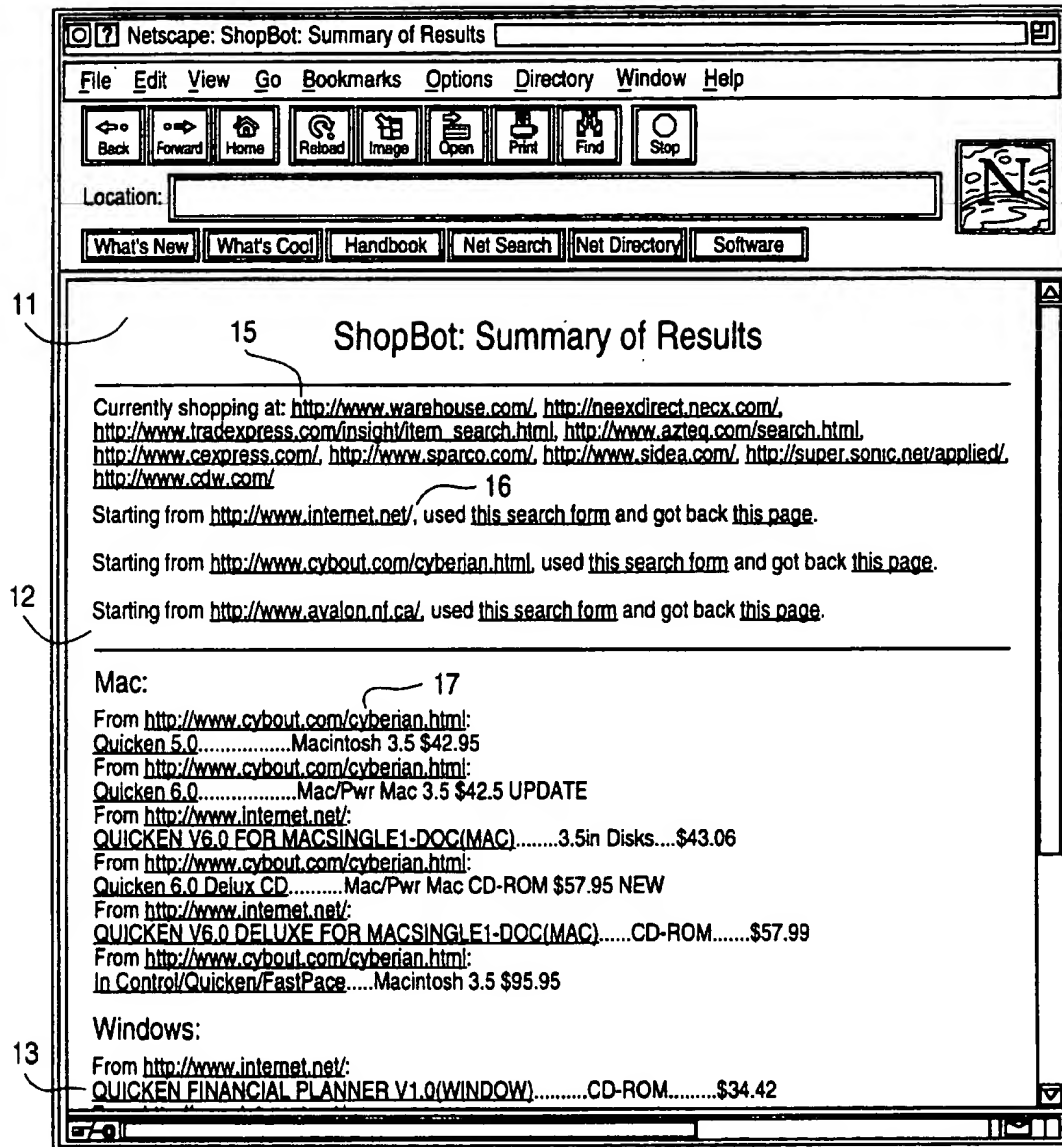 Netscape: ShopBot: Summary of Results
File Edit View Go Bookmarks Options Directory Window Help
Back Forward Home Reload Image Open Print Find Stop
N
Location:
What's New What's Cool Handbook Net Search Net Directory Software
11
15
ShopBot: Summary of Results
Currently shopping at: http://www.warehouse.com/, http://neexdirect.necx.com/,
http://www.tradexpress.com/insight/item_search.html, http://www.azteq.com/search.html,
http://www.cexpress.com/, http://www.sparco.com/, http://www.sidea.com/, http://super.sonic.net/applied/,
http://www.cdw.com/
16
Starting from http://www.internet.net/, used this search form and got back this page.
Starting from http://www.cybout.com/cyberian.html, used this search form and got back this page.
12
Starting from http://www.avalon.nf.ca/, used this search form and got back this page.
Mac:
17
From http://www.cybout.com/cyberian.html:
Quicken 5.0.................Macintosh 3.5 $42.95
From http://www.cybout.com/cyberian.html:
Quicken 6.0.................Mac/Pwr Mac 3.5 $42.5 UPDATE
From http://www.internet.net/:
QUICKEN V6.0 FOR MACSINGLE1-DOC(MAC)........3.5in Disks....$43.06
From http://www.cybout.com/cyberian.html:
Quicken 6.0 Delux CD..........Mac/Pwr Mac CD-ROM $57.95 NEW
From http://www.internet.net/:
QUICKEN V6.0 DELUXE FOR MACSINGLE1-DOC(MAC)......CD-ROM.......$57.99
From http://www.cybout.com/cyberian.html:
In Control/Quicken/FastPace.....Macintosh 3.5 $95.95
Windows:
13
From http://www.internet.net/:
QUICKEN FINANCIAL PLANNER V1.0(WINDOW)..........CD-ROM.........$34.42